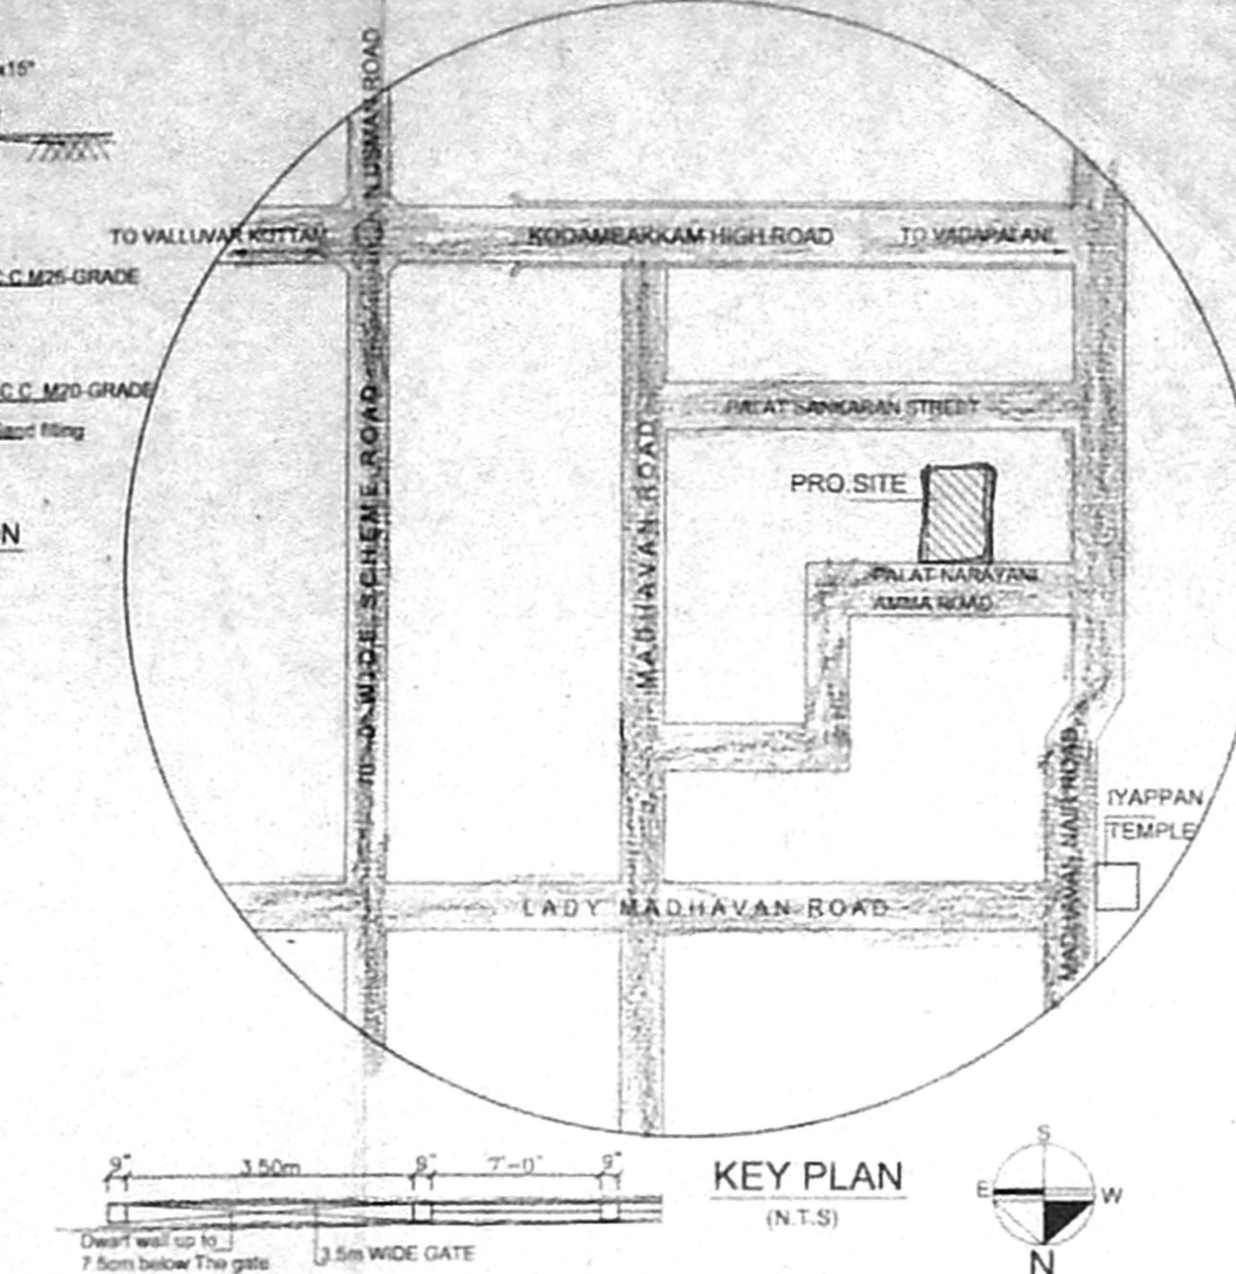 x15"
N.USMAN ROAD
TO VALLUVAR KOTTAM
KODAMBAKKAM HIGH ROAD
TO VADAPALANI
C.C M25-GRADE
C.C. M20-GRADE
sand filling
PALAT SANKARAN STREET
WIDE SCHEME ROAD
MADHAVAN ROAD
PRO.SITE
PALAT NARAYANI
AMMA ROAD
MADHAVAN NAIR ROAD
IYAPPAN
TEMPLE
LADY MADHAVAN ROAD
9" 3.50m 9" 7'-0" 9"
Dwarf wall up to
7.5cm below The gate
3.5m WIDE GATE
KEY PLAN
(N.T.S)
S
E
W
N